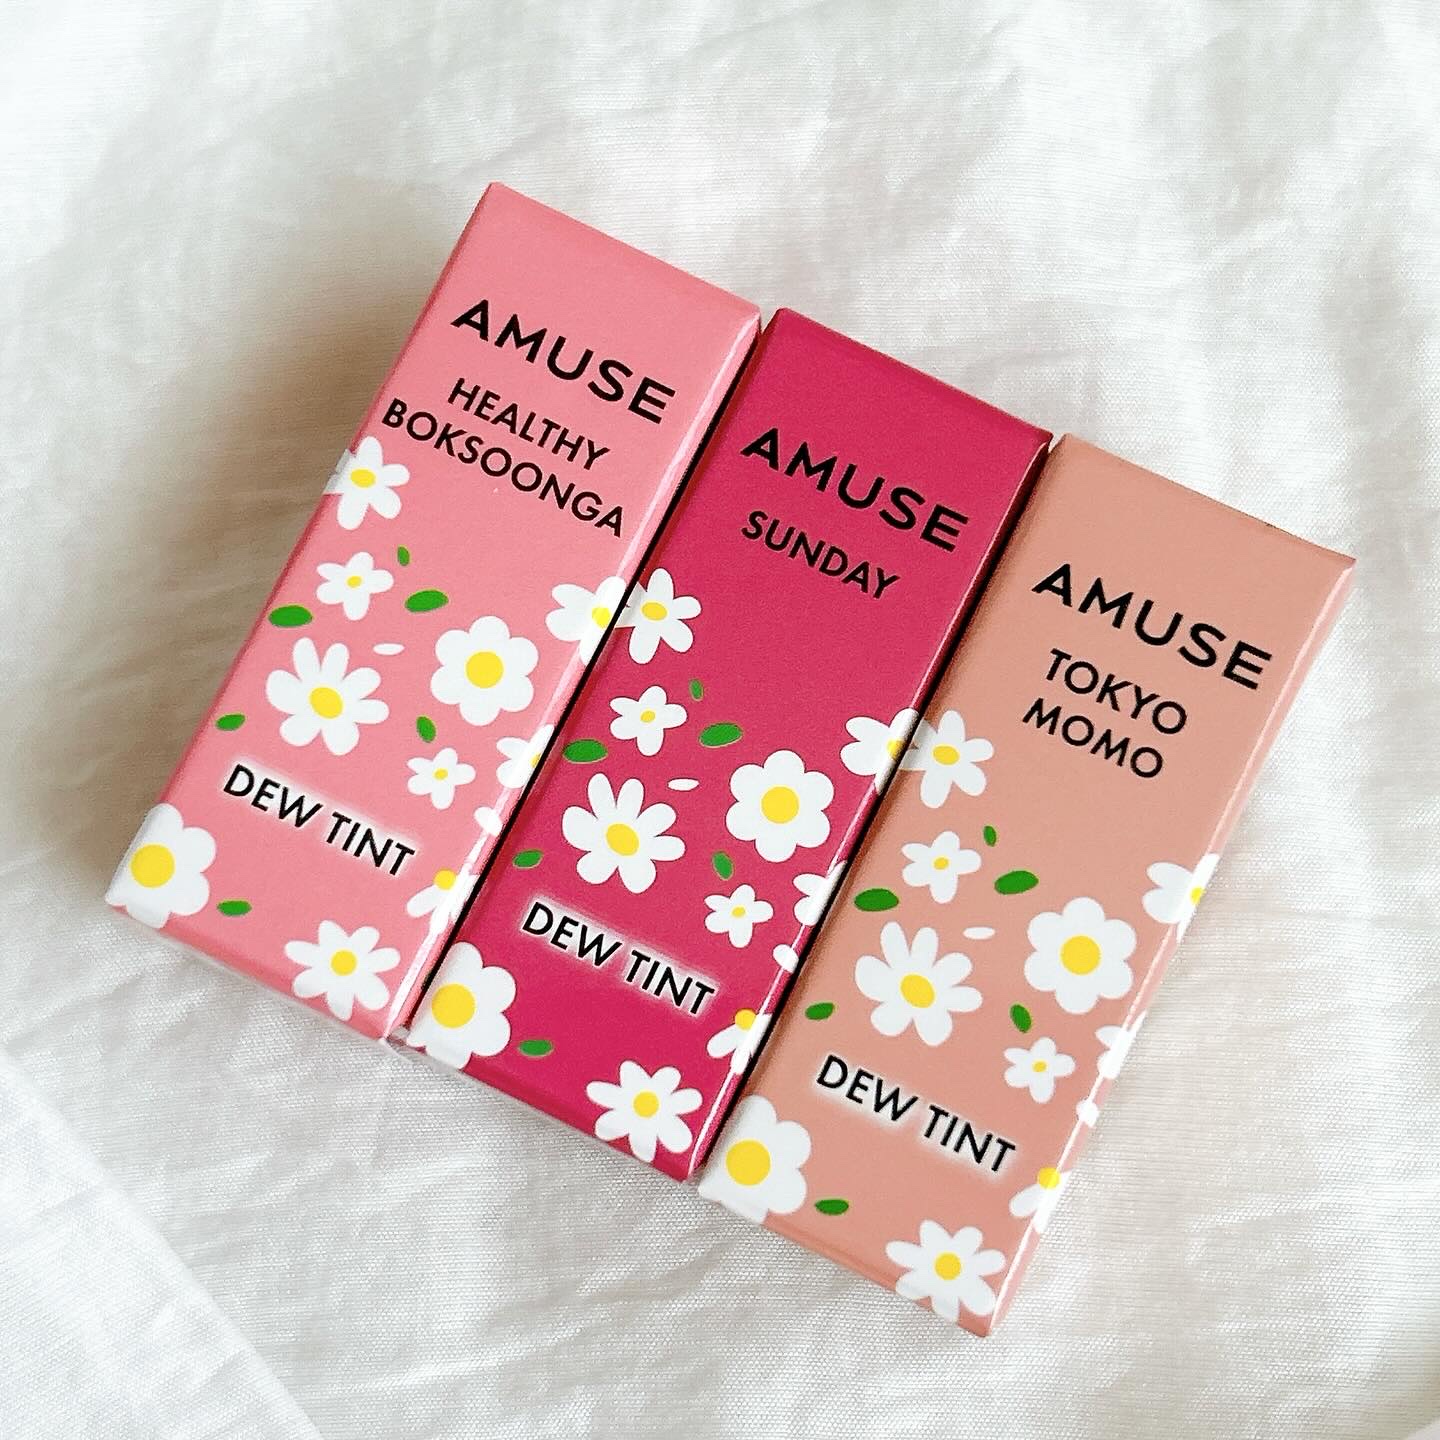 AMUSE
HEALTHY
BOKSOONGA
DEW TINT
AMUSE
SUNDAY
DEW TINT
AMUSE
TOKYO
MOMO
DEW TINT